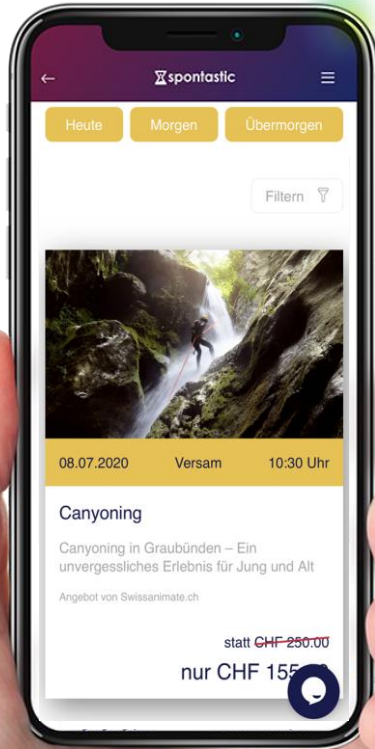 spontastic
Heute Morgen Übermorgen
Filtern
08.07.2020 Versam 10:30 Uhr
Canyoning
Canyoning in Graubünden – Ein
unvergessliches Erlebnis für Jung und Alt
Angebot von Swissanimate.ch
statt CHF 250.00
nur CHF